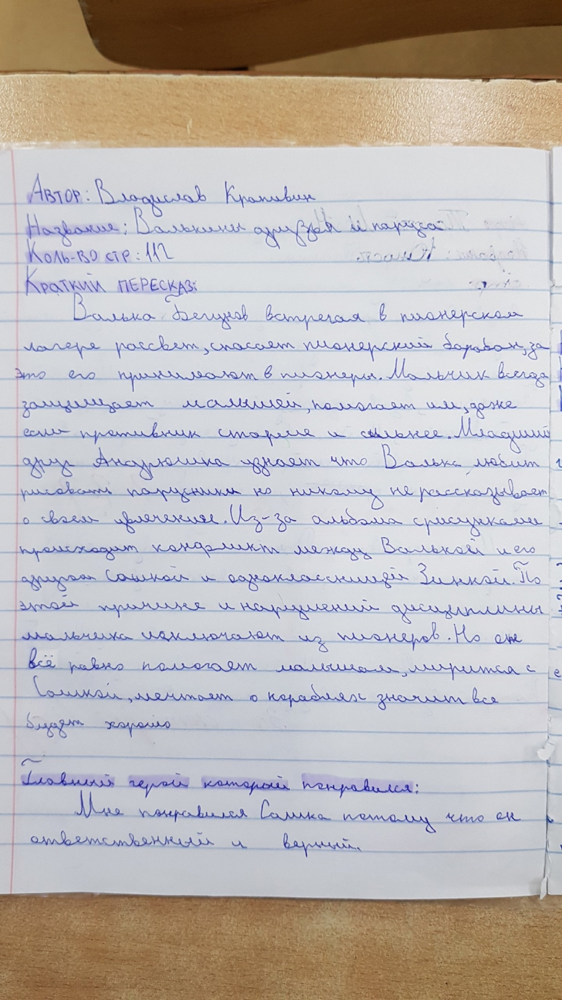 Автор: Владислав Крапивин
Название: Валькины друзья и паруса
Коль-во стр: 112
Краткий пересказ:
Валька Бегунов встречая в пионерском
лагере рассвет, спасает пионерский барабан, за
это его принимают в пионеры. Мальчик всегда
защищает малышей, помогает им, даже
если противник старше и сильнее. Младший
друг Андрюшка узнает что Валька любит
рисовать парусники но никому не рассказывает
о своем увлечение. Из-за альбома срисунками
происходит конфликт между Валькой и его
другом Сашкой и одноклассницей Зинкой. По
этой причине и нарушений дисциплины
мальчика исключают из пионеров. Но он
всё равно помогает малышам, мирится с
Сашкой, мечтает о кораблях значит все
будет хорошо
Главный герой который понравился:
Мне понравился Сашка потому что он
ответственный и верный.